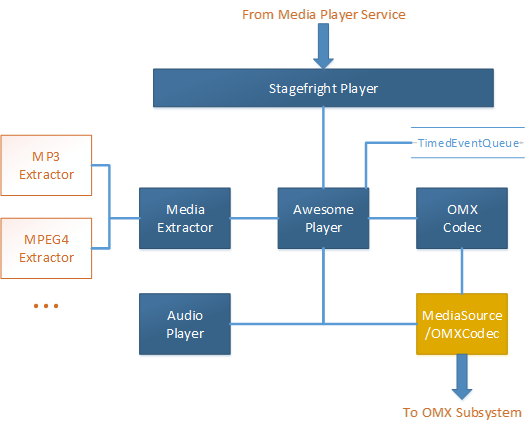 From Media Player Service
Stagefright Player
TimedEventQueue
MP3
Extractor
Media
Extractor
Awesome
Player
OMX
Codec
MPEG4
Extractor
Audio
Player
MediaSource
/OMXCodec
To OMX Subsystem